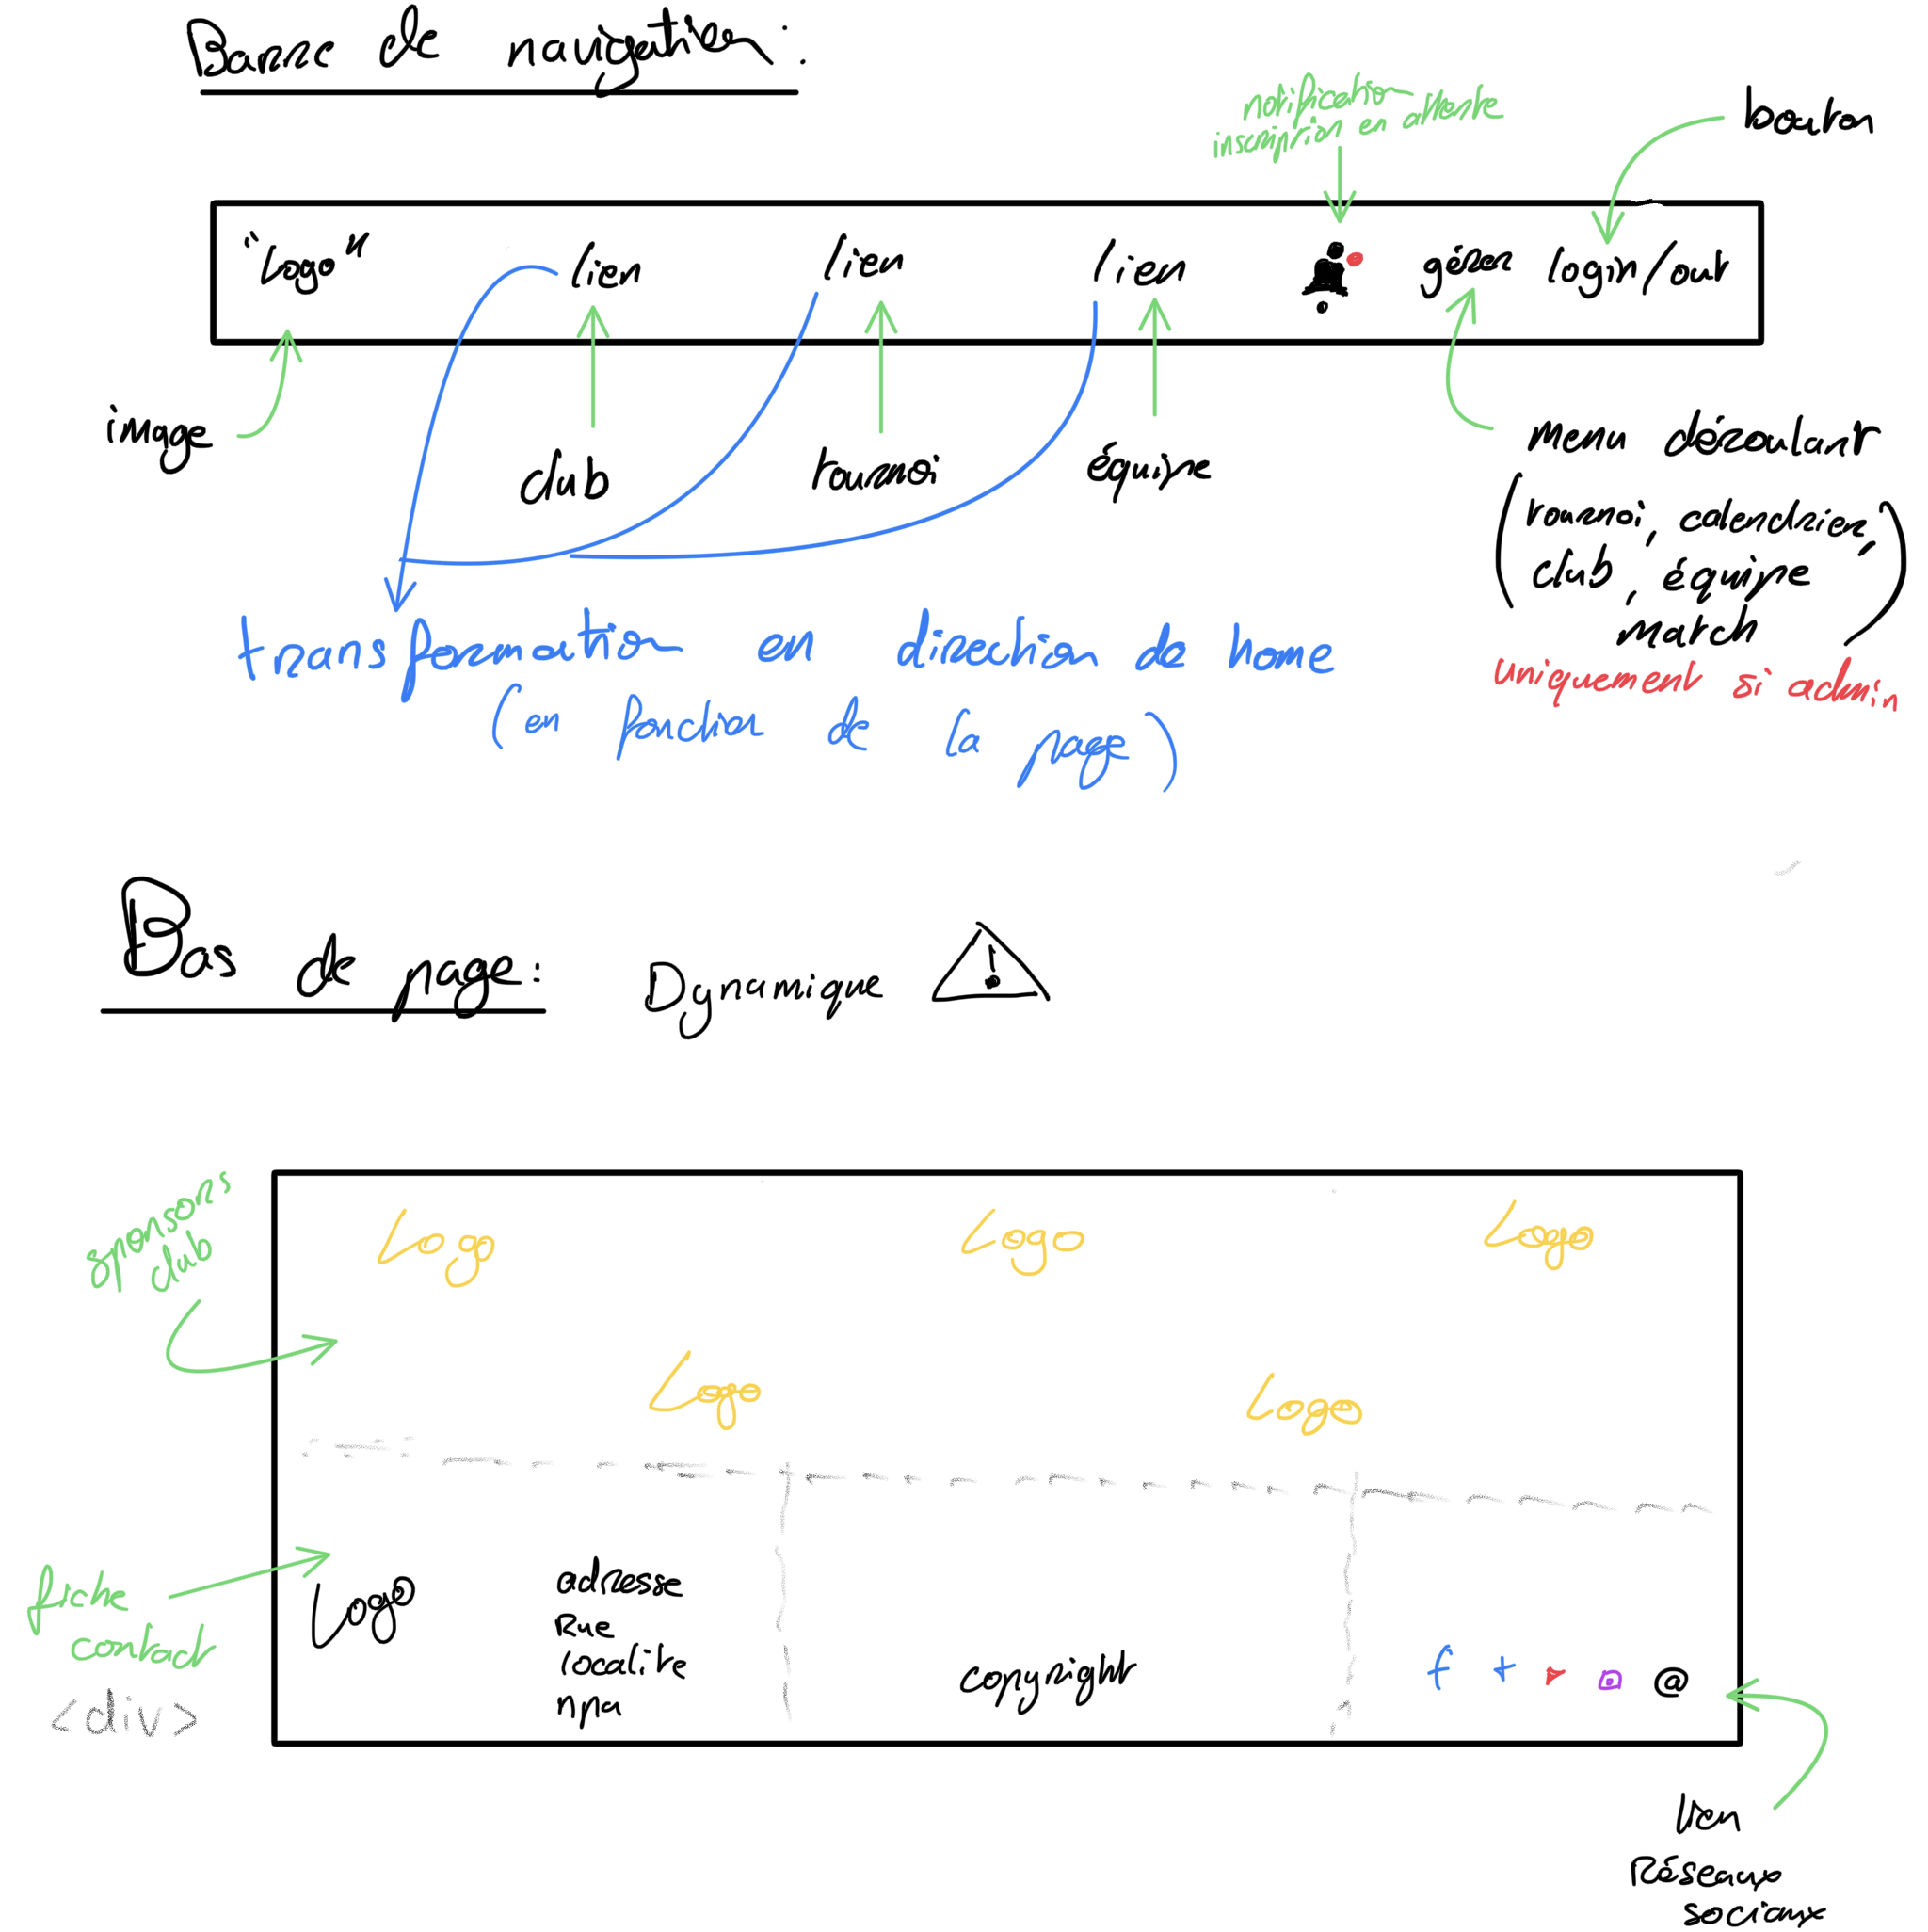 Barre de navigation :
notification
inscription en attente
bouton
"Logo" lien lien lien gérer login/out
image
club
tournoi
équipe
menu déroulant
(tournoi, calendrier,
club, équipe
match)
uniquement si admin
transformation en direction de home
(en fonction de la page)
Bas de page : Dynamique !
sponsors
club
Logo Logo Logo
Logo Logo
fiche
contact
<div>
Logo
adresse
Rue
localite
npa
copyright
f t @
lien
Réseaux
sociaux